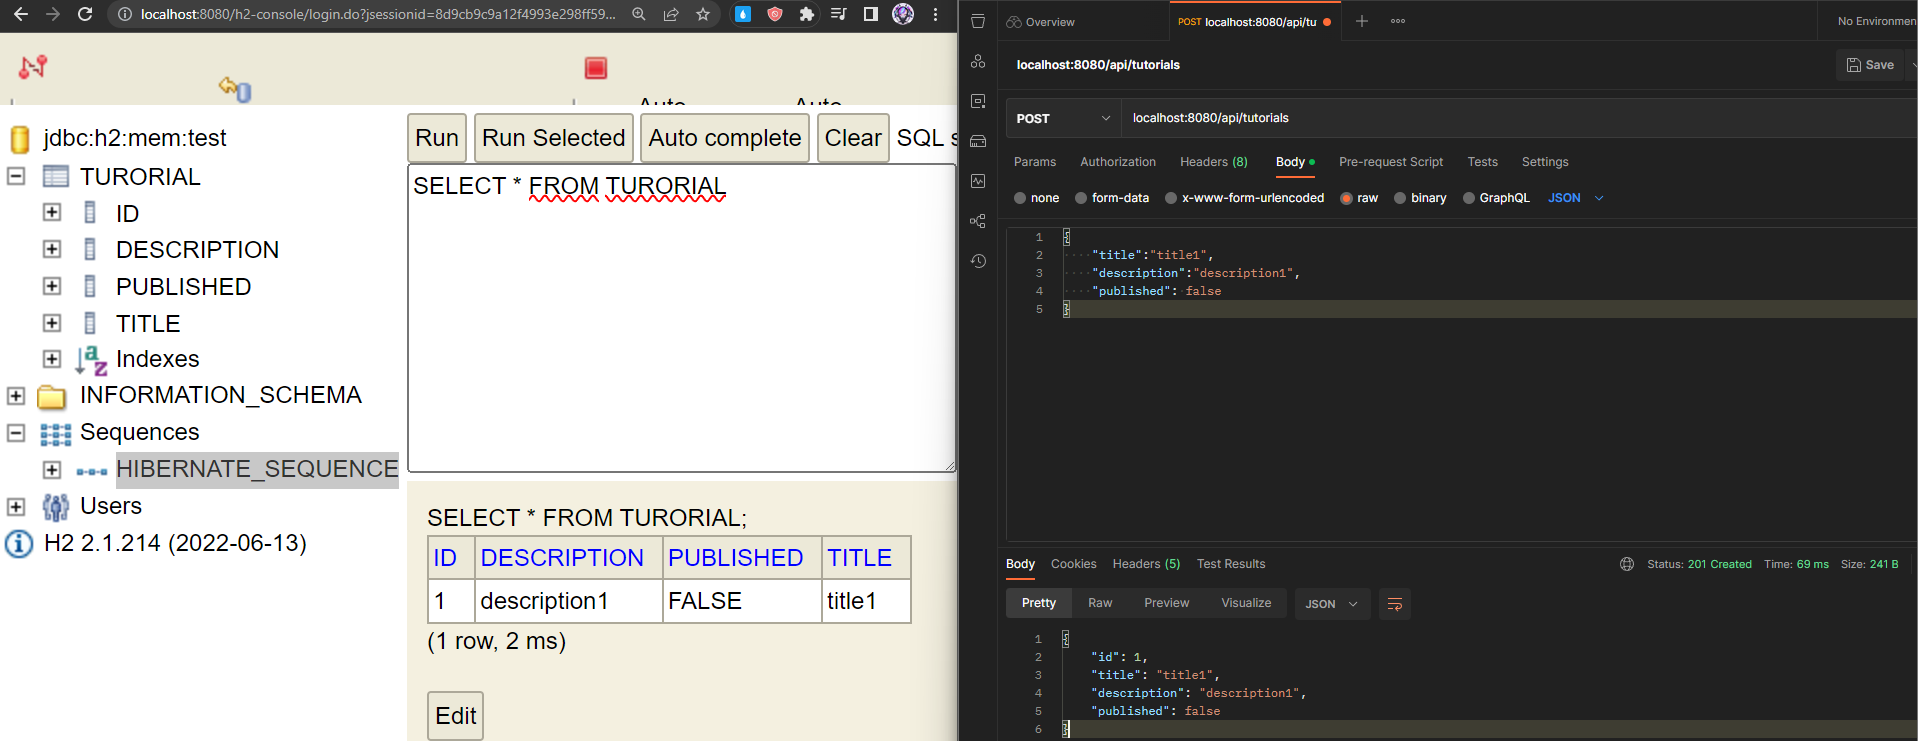 localhost:8080/h2-console/login.do?jsessionid=8d9cb9c9a12f4993e298ff59...
jdbc:h2:mem:test
TURORIAL
ID
DESCRIPTION
PUBLISHED
TITLE
Indexes
INFORMATION_SCHEMA
Sequences
HIBERNATE_SEQUENCE
Users
H2 2.1.214 (2022-06-13)
Auto Auto
Run Run Selected Auto complete Clear SQL s
SELECT * FROM TURORIAL
SELECT * FROM TURORIAL;
ID DESCRIPTION PUBLISHED TITLE
1 description1 FALSE title1
(1 row, 2 ms)
Edit
Overview POST localhost:8080/api/tu No Environmen
localhost:8080/api/tutorials Save
POST localhost:8080/api/tutorials
Params Authorization Headers (8) Body Pre-request Script Tests Settings
none form-data x-www-form-urlencoded raw binary GraphQL JSON
1 {
2 "title":"title1",
3 "description":"description1",
4 "published": false
5 }
Body Cookies Headers (5) Test Results Status: 201 Created Time: 69 ms Size: 241 B
Pretty Raw Preview Visualize JSON
1 {
2 "id": 1,
3 "title": "title1",
4 "description": "description1",
5 "published": false
6 }